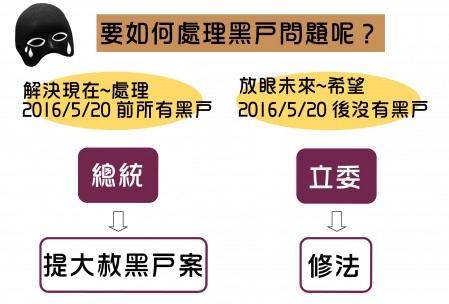 要如何處理黑戶問題呢？
解決現在~處理
2016/5/20 前所有黑戶
放眼未來~希望
2016/5/20 後沒有黑戶
總統
立委
提大赦黑戶案
修法